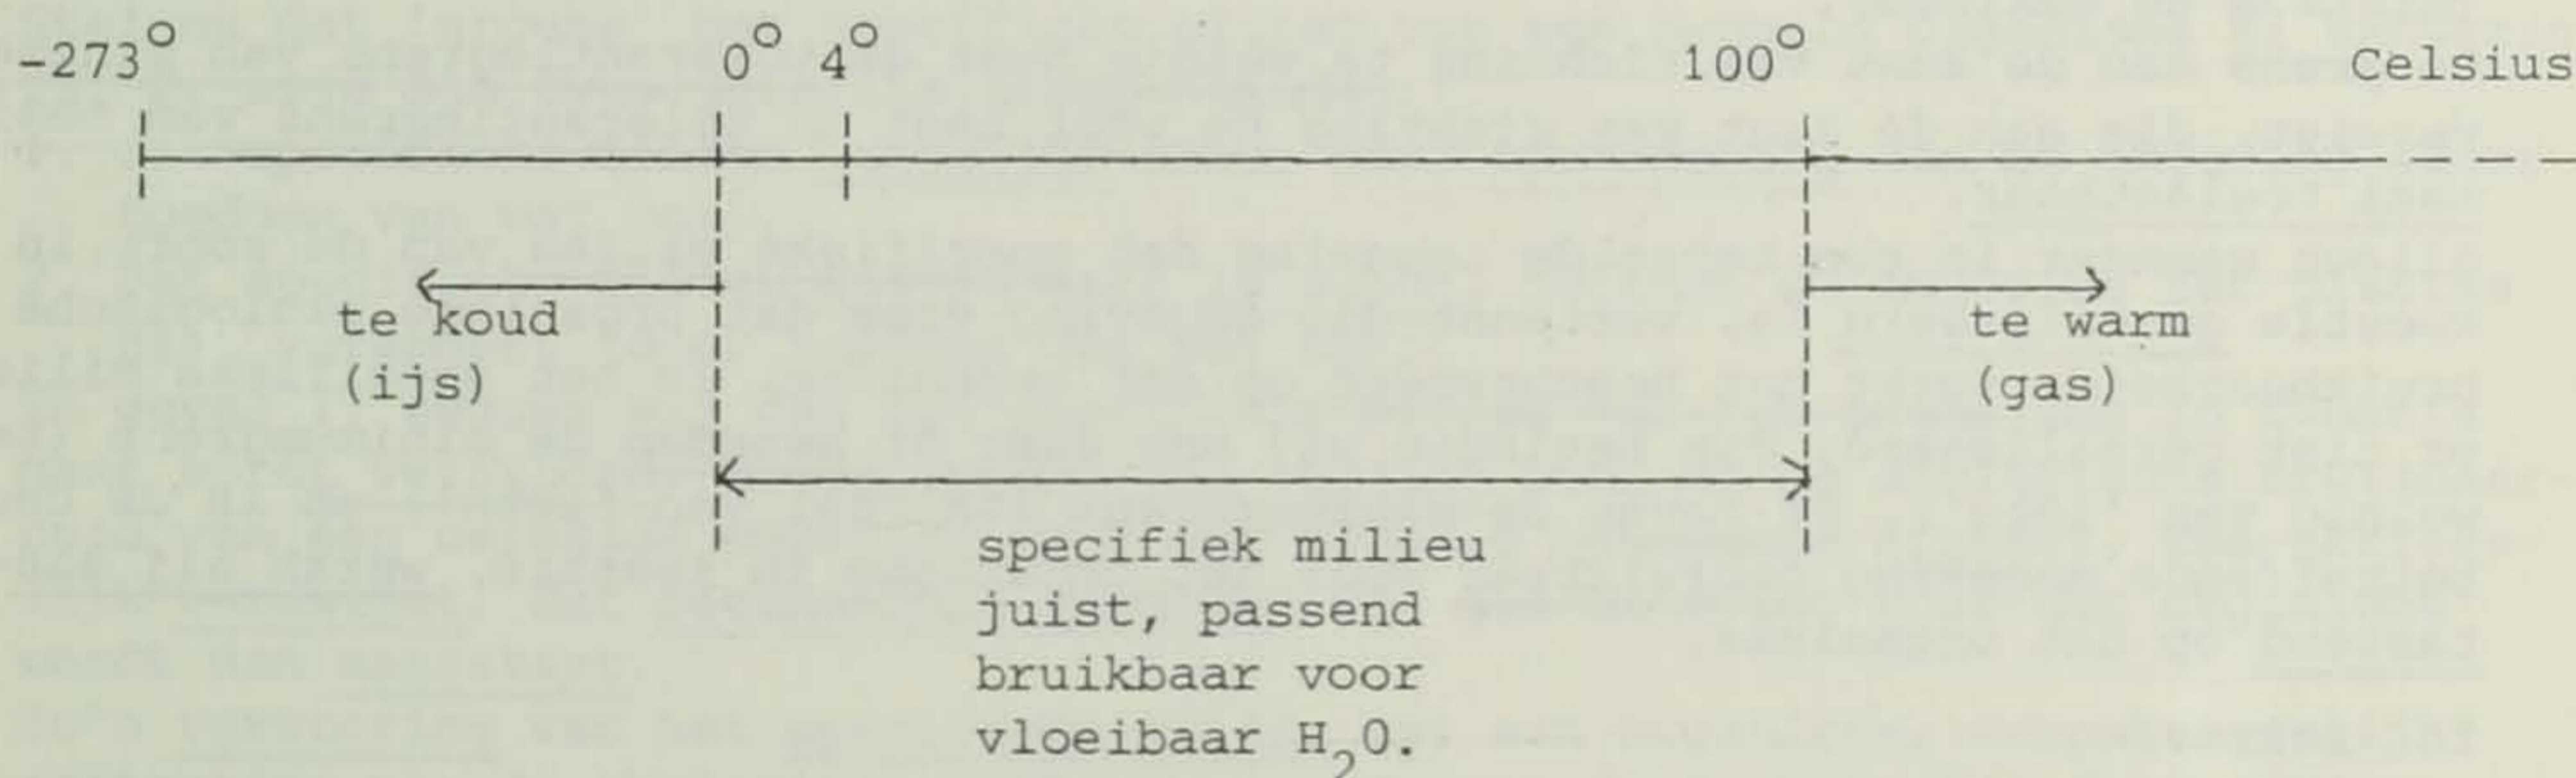 -273° 0° 4° 100° Celsius
te koud
(ijs)
te warm
(gas)
specifiek milieu
juist, passend
bruikbaar voor
vloeibaar H₂O.